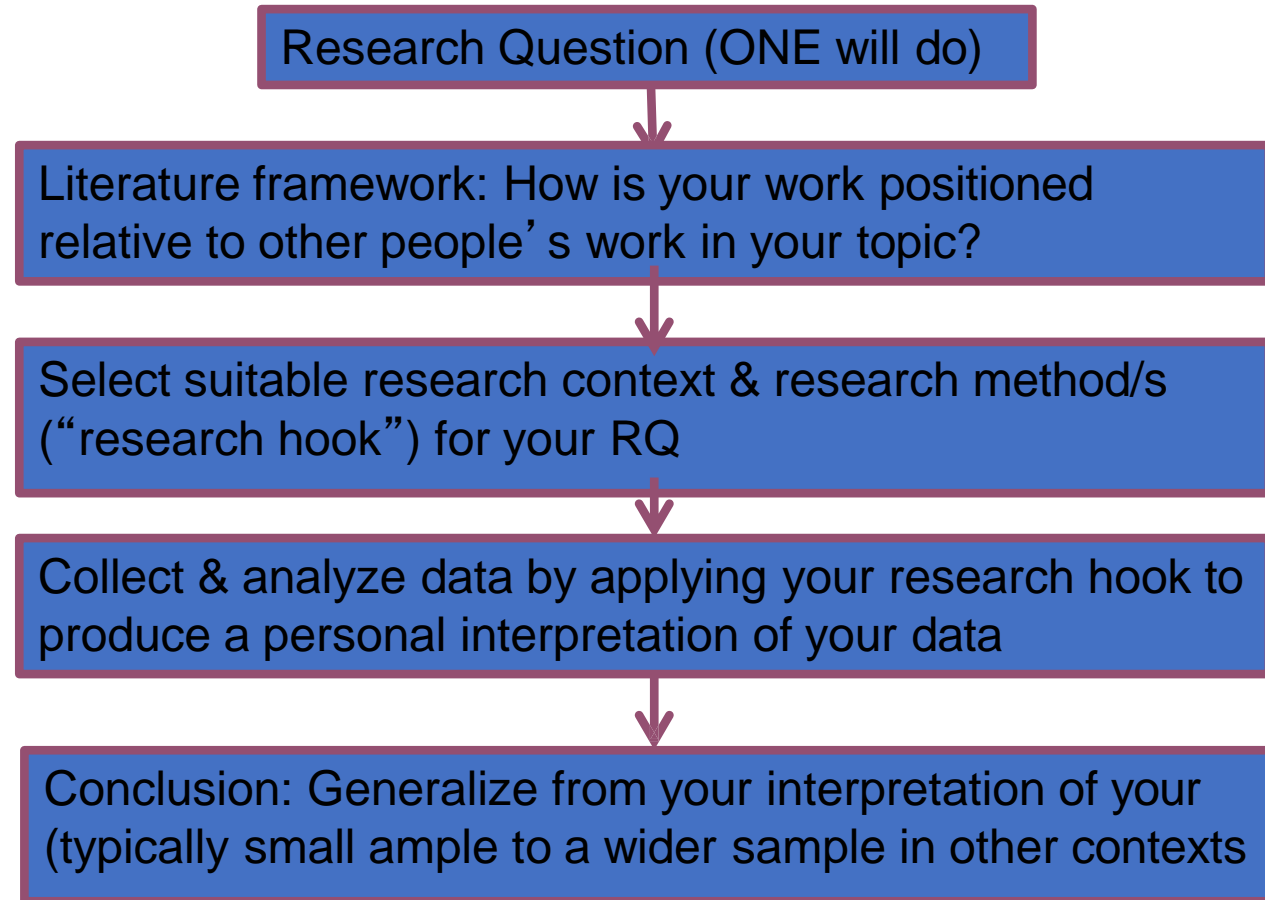 Research Question (ONE will do)
Literature framework: How is your work positioned
relative to other people’s work in your topic?
Select suitable research context & research method/s
(“research hook”) for your RQ
Collect & analyze data by applying your research hook to
produce a personal interpretation of your data
Conclusion: Generalize from your interpretation of your
(typically small ample to a wider sample in other contexts